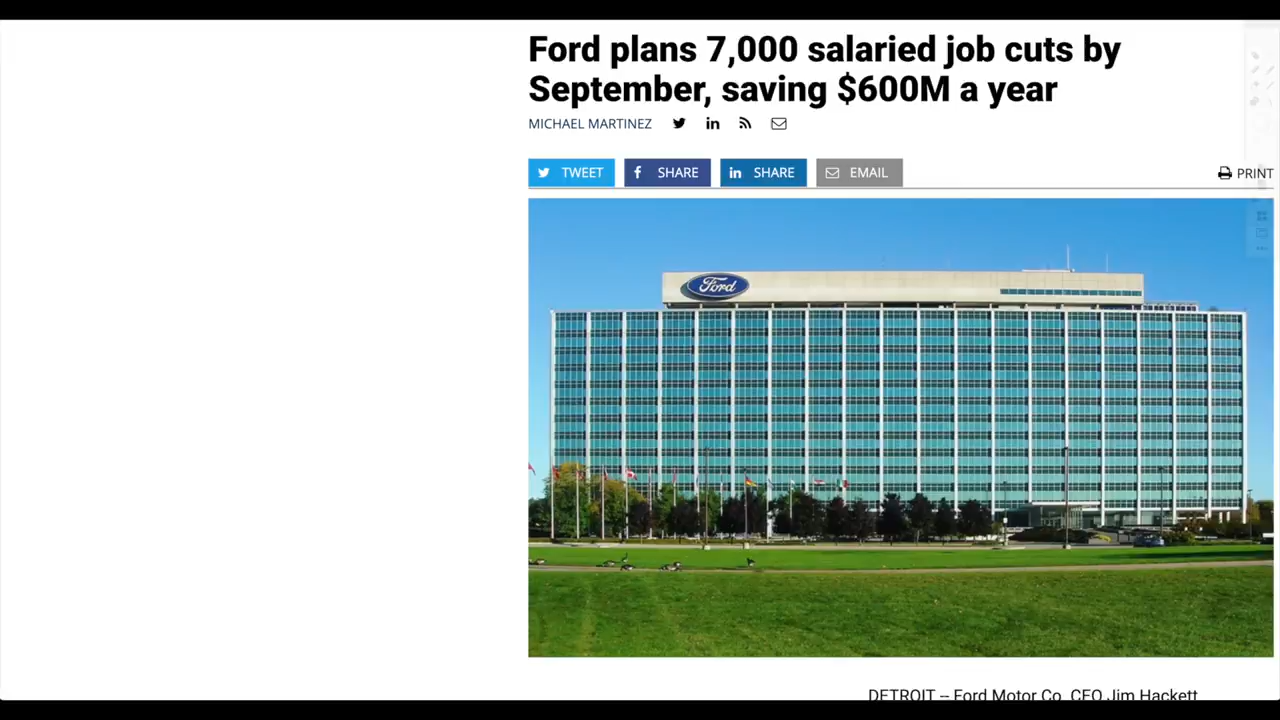 Ford plans 7,000 salaried job cuts by
September, saving $600M a year
MICHAEL MARTINEZ
TWEET SHARE SHARE EMAIL PRINT
Ford
DETROIT -- Ford Motor Co. CEO Jim Hackett